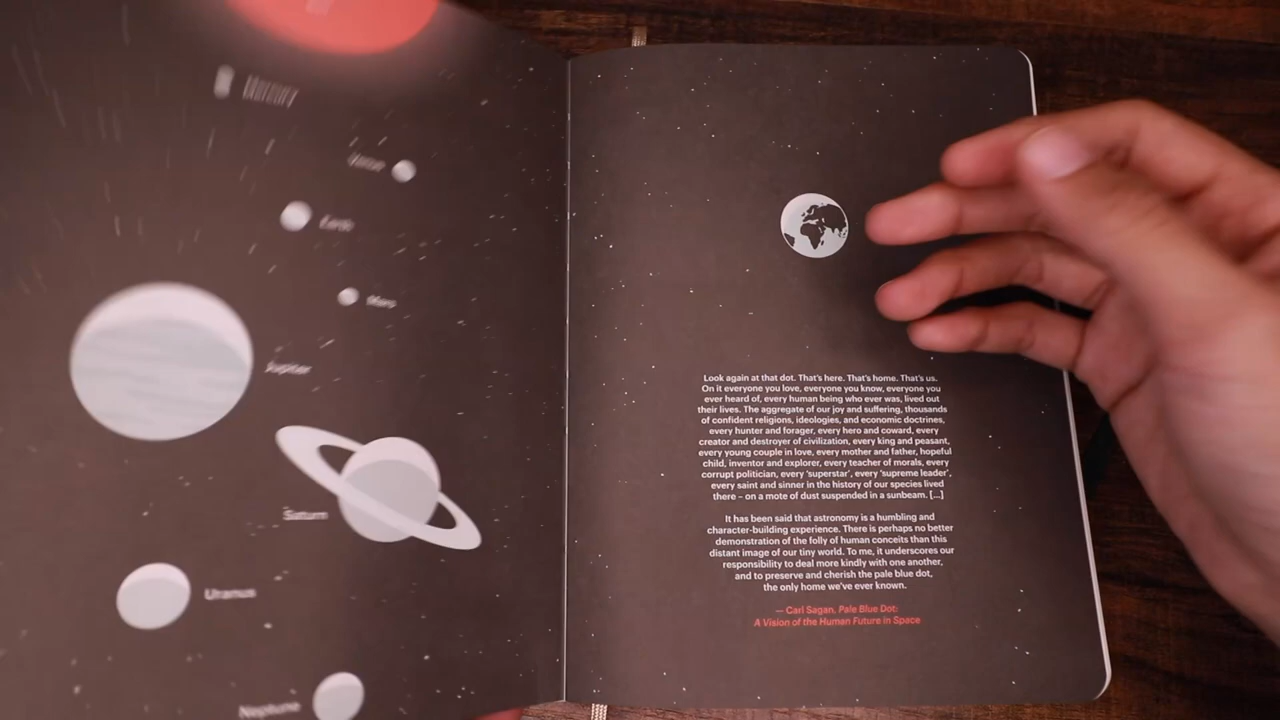 Mercury
Venus
Earth
Mars
Jupiter
Saturn
Uranus
Neptune
Look again at that dot. That's here. That's home. That's us.
On it everyone you love, everyone you know, everyone you
ever heard of, every human being who ever was, lived out
their lives. The aggregate of our joy and suffering, thousands
of confident religions, ideologies, and economic doctrines,
every hunter and forager, every hero and coward, every
creator and destroyer of civilization, every king and peasant,
every young couple in love, every mother and father, hopeful
child, inventor and explorer, every teacher of morals, every
corrupt politician, every 'superstar', every 'supreme leader',
every saint and sinner in the history of our species lived
there – on a mote of dust suspended in a sunbeam. [...]
It has been said that astronomy is a humbling and
character-building experience. There is perhaps no better
demonstration of the folly of human conceits than this
distant image of our tiny world. To me, it underscores our
responsibility to deal more kindly with one another,
and to preserve and cherish the pale blue dot,
the only home we've ever known.
— Carl Sagan, Pale Blue Dot:
A Vision of the Human Future in Space